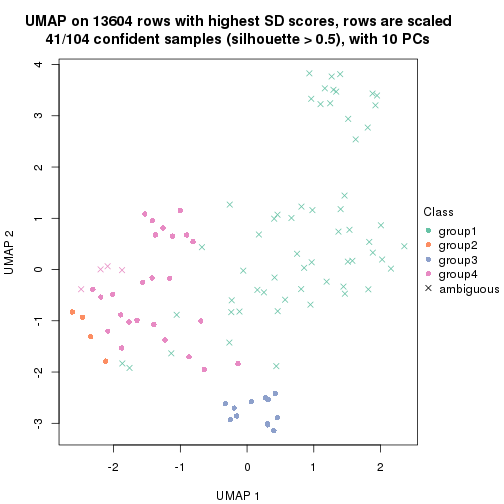 UMAP on 13604 rows with highest SD scores, rows are scaled
41/104 confident samples (silhouette > 0.5), with 10 PCs
4
3
2
1
0
-1
-2
-3
UMAP 2
-2
-1
0
1
2
UMAP 1
Class
group1
group2
group3
group4
ambiguous